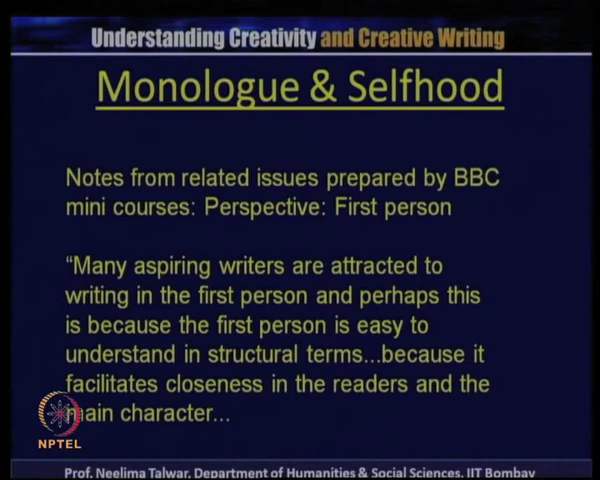 Understanding Creativity and Creative Writing
Monologue & Selfhood
Notes from related issues prepared by BBC
mini courses: Perspective: First person
“Many aspiring writers are attracted to
writing in the first person and perhaps this
is because the first person is easy to
understand in structural terms...because it
facilitates closeness in the readers and the
main character...
NPTEL
Prof. Neelima Talwar, Department of Humanities & Social Sciences, IIT Bombay